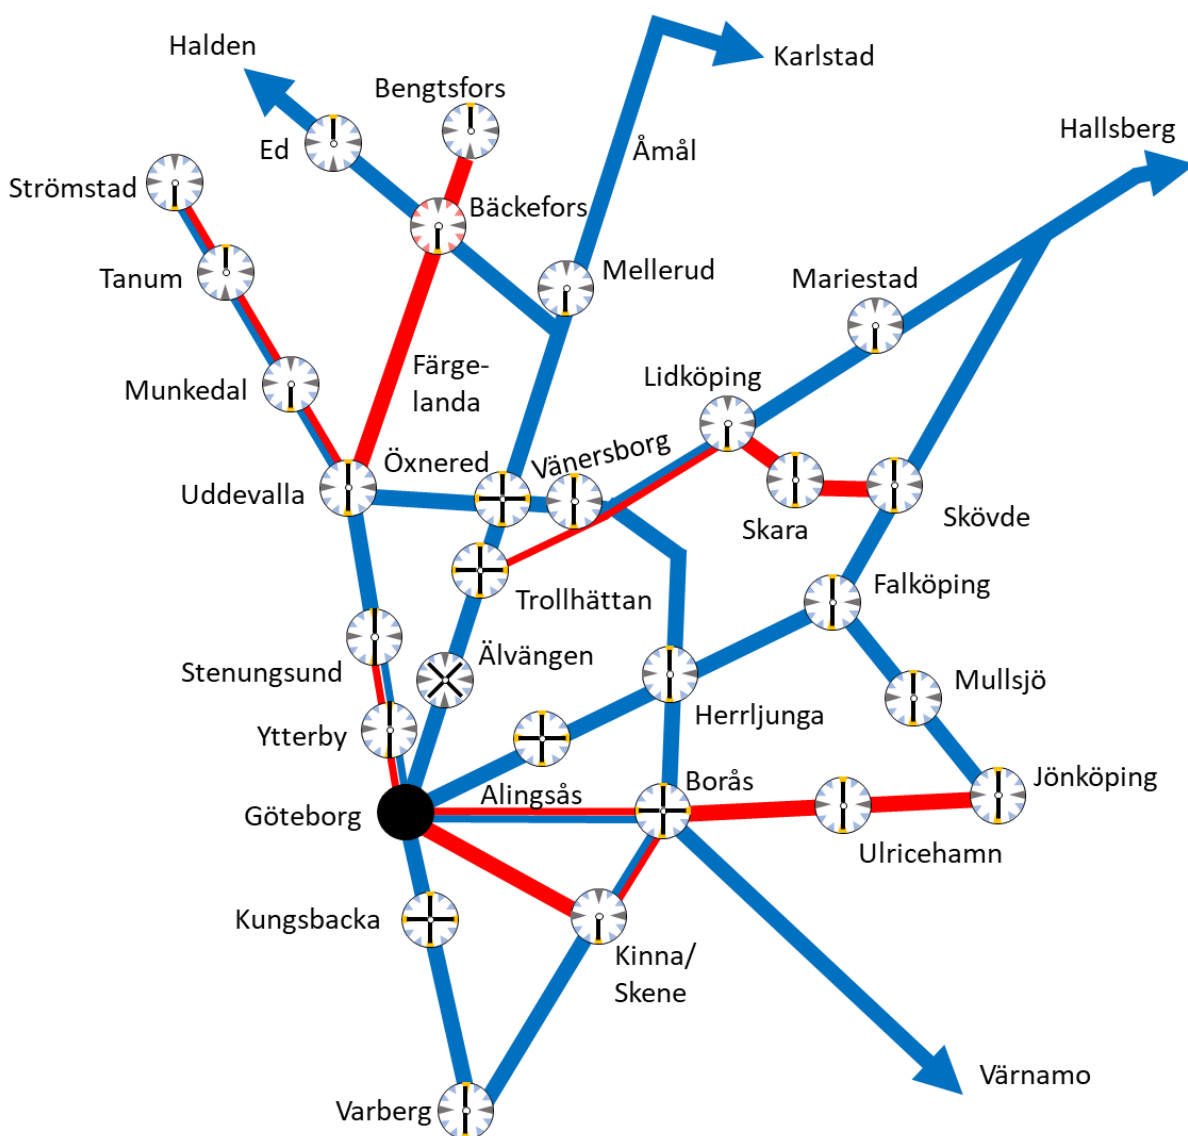 Halden
Karlstad
Bengtsfors
Hallsberg
Ed
Åmål
Strömstad
Bäckefors
Tanum
Mellerud
Mariestad
Munkedal
Färge-
landa
Lidköping
Öxnered
Vänersborg
Uddevalla
Skara
Skövde
Trollhättan
Falköping
Stenungsund
Älvängen
Mullsjö
Ytterby
Herrljunga
Göteborg
Alingsås
Borås
Jönköping
Ulricehamn
Kungsbacka
Kinna/
Skene
Värnamo
Varberg